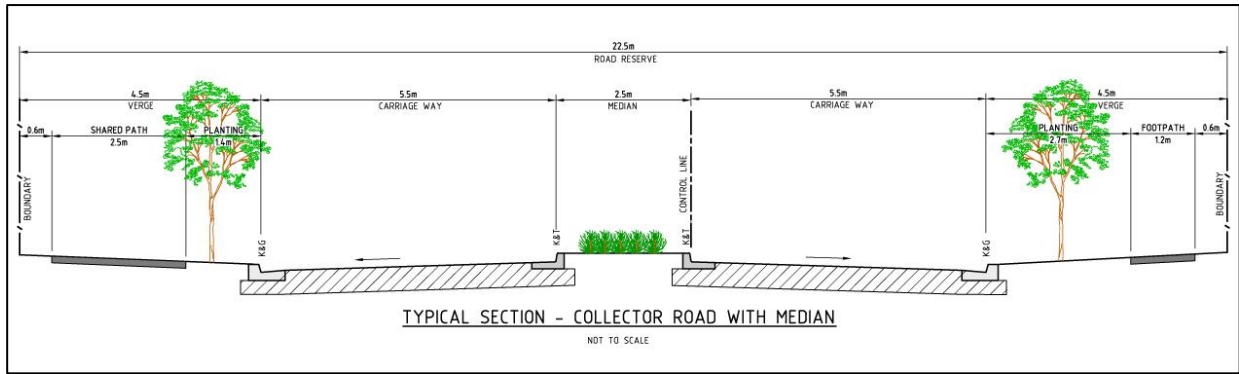 22.5m
ROAD RESERVE
4.5m
VERGE
5.5m
CARRIAGE WAY
2.5m
MEDIAN
5.5m
CARRIAGE WAY
4.5m
VERGE
0.6m
SHARED PATH
2.5m
PLANTING
1.4m
PLANTING
2.7m
FOOTPATH
1.2m
0.6m
BOUNDARY
K&G
K&T
K&T
CONTROL LINE
K&G
BOUNDARY
TYPICAL SECTION - COLLECTOR ROAD WITH MEDIAN
NOT TO SCALE